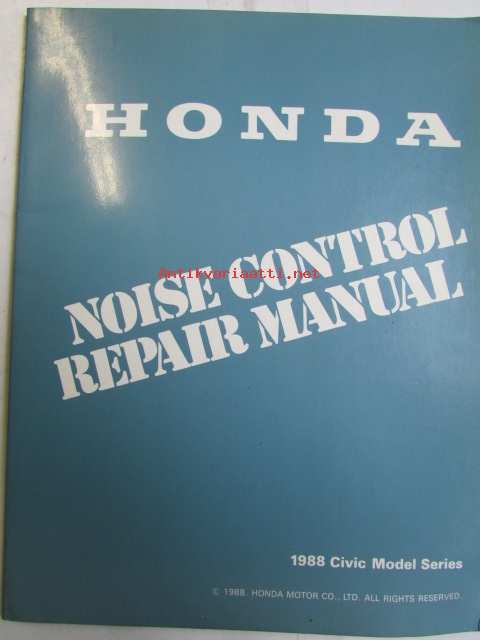 HONDA
Antikvariaatti.net
NOISE CONTROL
REPAIR MANUAL
1988 Civic Model Series
© 1988. HONDA MOTOR CO., LTD. ALL RIGHTS RESERVED.